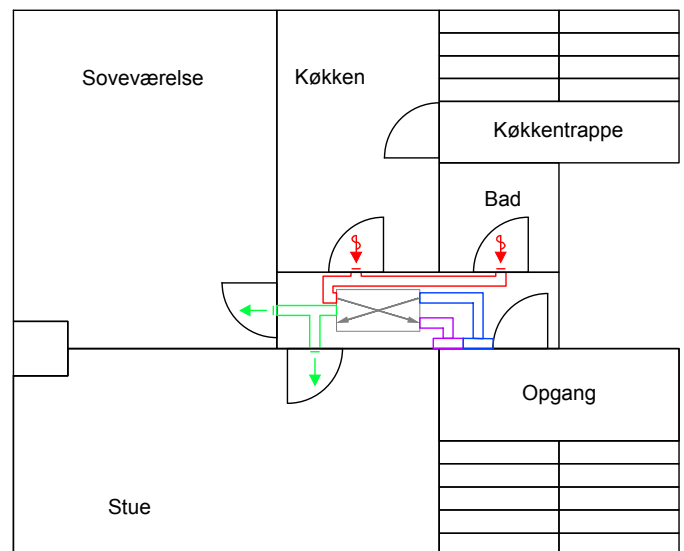 Soveværelse
Køkken
Køkkentrappe
Bad
Opgang
Stue